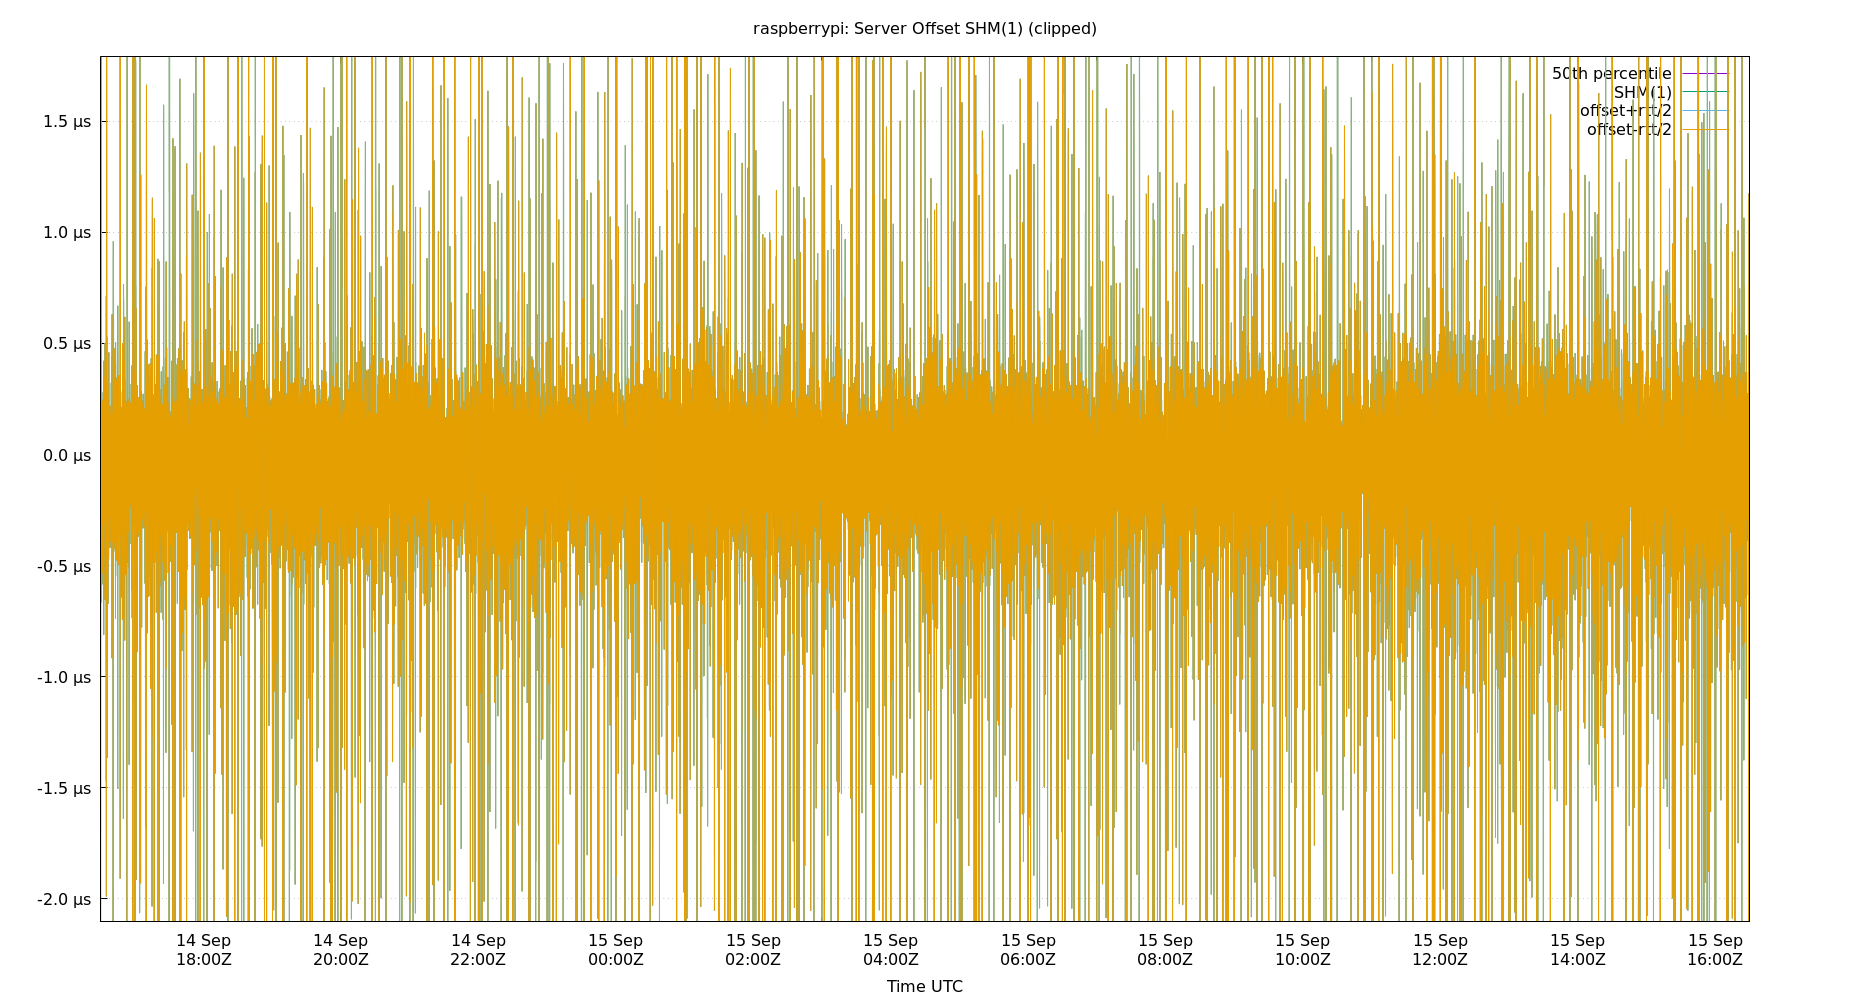 raspberrypi: Server Offset SHM(1) (clipped)
50th percentile
SHM(1)
offset+rtt/2
offset-rtt/2
1.5 µs
1.0 µs
0.5 µs
0.0 µs
-0.5 µs
-1.0 µs
-1.5 µs
-2.0 µs
14 Sep 14 Sep 14 Sep 15 Sep 15 Sep 15 Sep 15 Sep 15 Sep 15 Sep 15 Sep 15 Sep 15 Sep
18:00Z 20:00Z 22:00Z 00:00Z 02:00Z 04:00Z 06:00Z 08:00Z 10:00Z 12:00Z 14:00Z 16:00Z
Time UTC